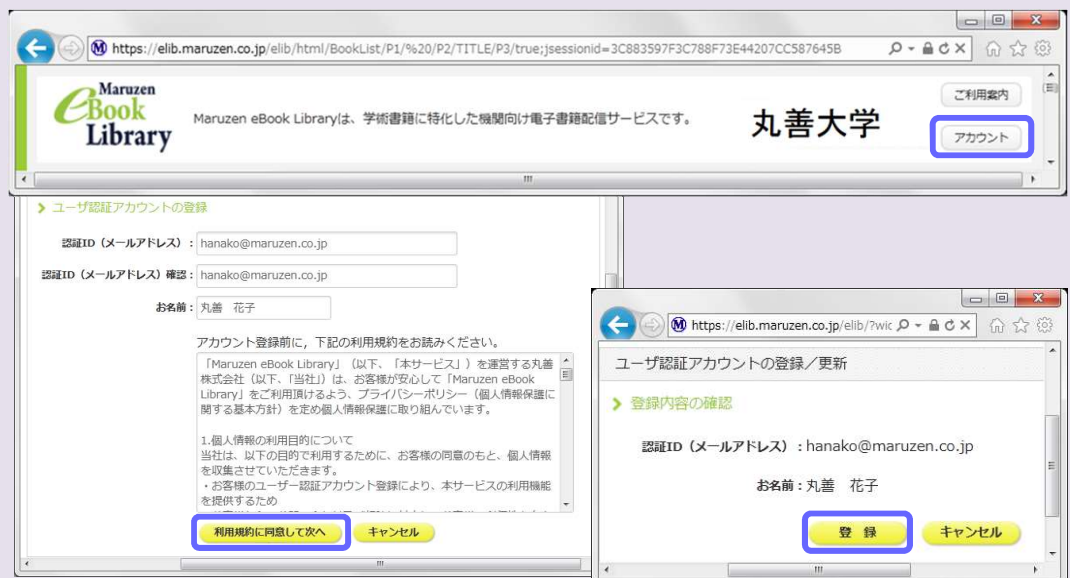 https://elib.maruzen.co.jp/elib/html/BookList/P1/%20/P2/TITLE/P3/true;jsessionid=3C883597F3C788F73E44207CC587645B
Maruzen
eBook
Library
Maruzen eBook Libraryは、学術書籍に特化した機関向け電子書籍配信サービスです。
丸善大学
ご利用案内
アカウント
ユーザ認証アカウントの登録
認証ID（メールアドレス）：hanako@maruzen.co.jp
認証ID（メールアドレス）確認：hanako@maruzen.co.jp
お名前：丸善　花子
アカウント登録前に，下記の利用規約をお読みください。
「Maruzen eBook Library」（以下、「本サービス」）を運営する丸善
株式会社（以下、「当社」）は、お客様が安心して「Maruzen eBook
Library」をご利用頂けるよう、プライバシーポリシー（個人情報保護に
関する基本方針）を定め個人情報保護に取り組んでいます。
1.個人情報の利用目的について
当社は、以下の目的で利用するために、お客様の同意のもと、個人情報
を収集させていただきます。
・お客様のユーザー認証アカウント登録により、本サービスの利用機能
を提供するため
利用規約に同意して次へ
キャンセル
https://elib.maruzen.co.jp/elib/?wic
ユーザ認証アカウントの登録／更新
登録内容の確認
認証ID（メールアドレス）：hanako@maruzen.co.jp
お名前：丸善　花子
登 録
キャンセル